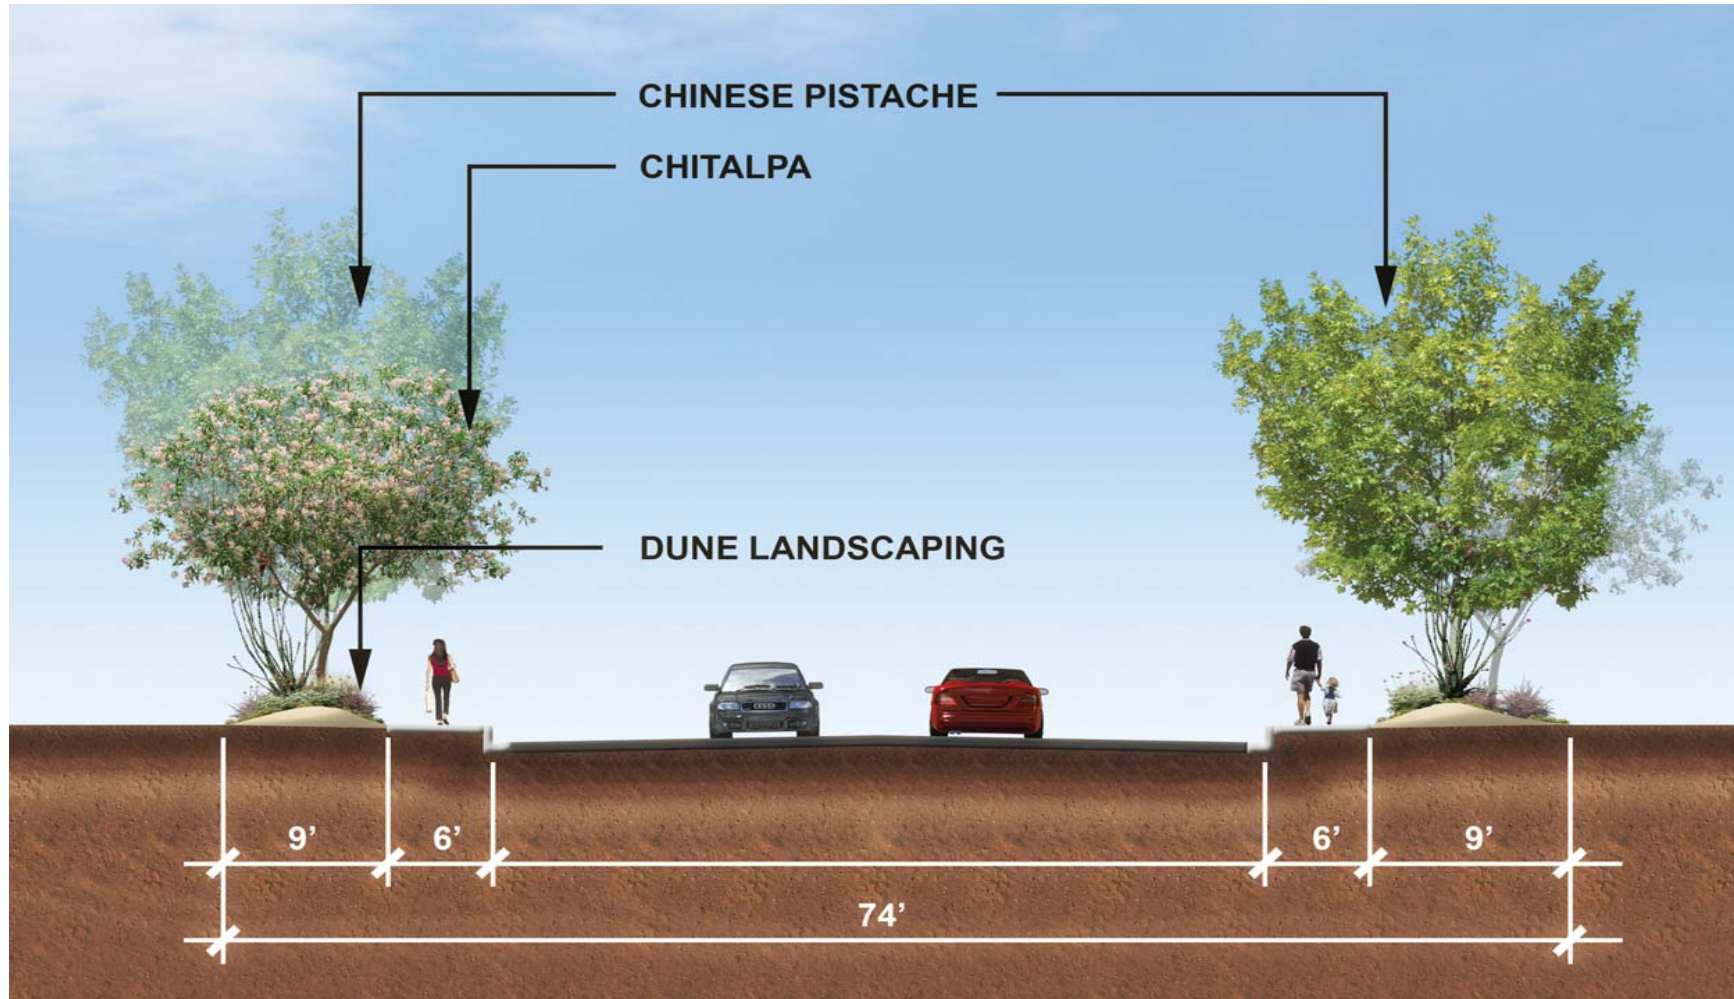 CHINESE PISTACHE
CHITALPA
DUNE LANDSCAPING
9’ 6’ 6’ 9’
74’